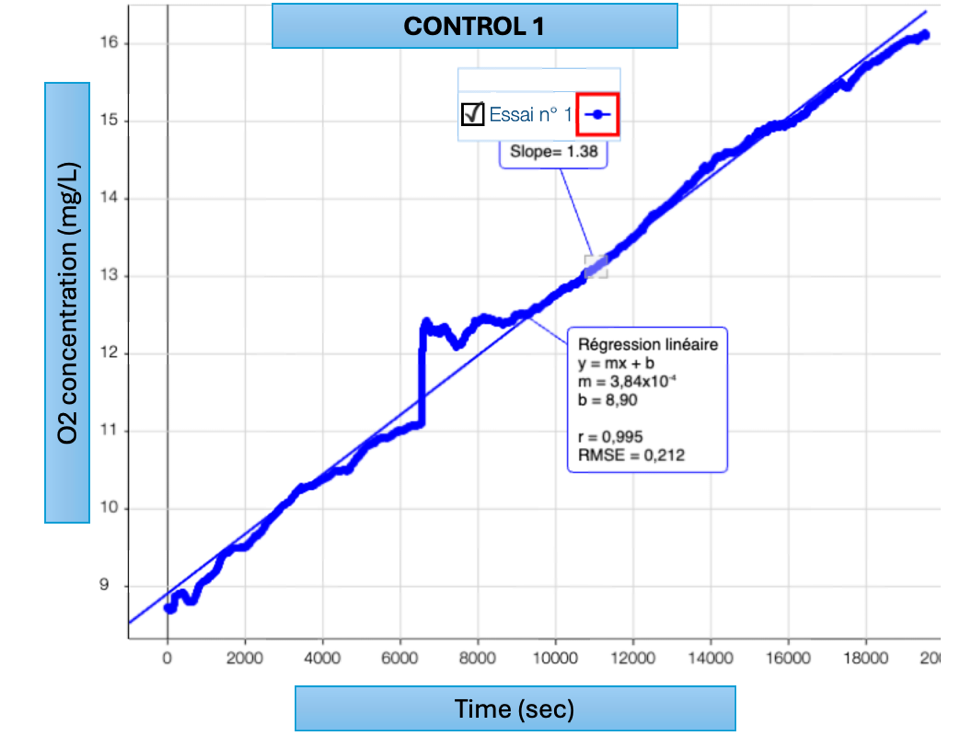 CONTROL 1
O2 concentration (mg/L)
16
15
14
13
12
11
10
9
Essai n° 1
Slope= 1.38
Régression linéaire
y = mx + b
m = 3,84x10⁻⁴
b = 8,90
r = 0,995
RMSE = 0,212
0 2000 4000 6000 8000 10000 12000 14000 16000 18000
Time (sec)